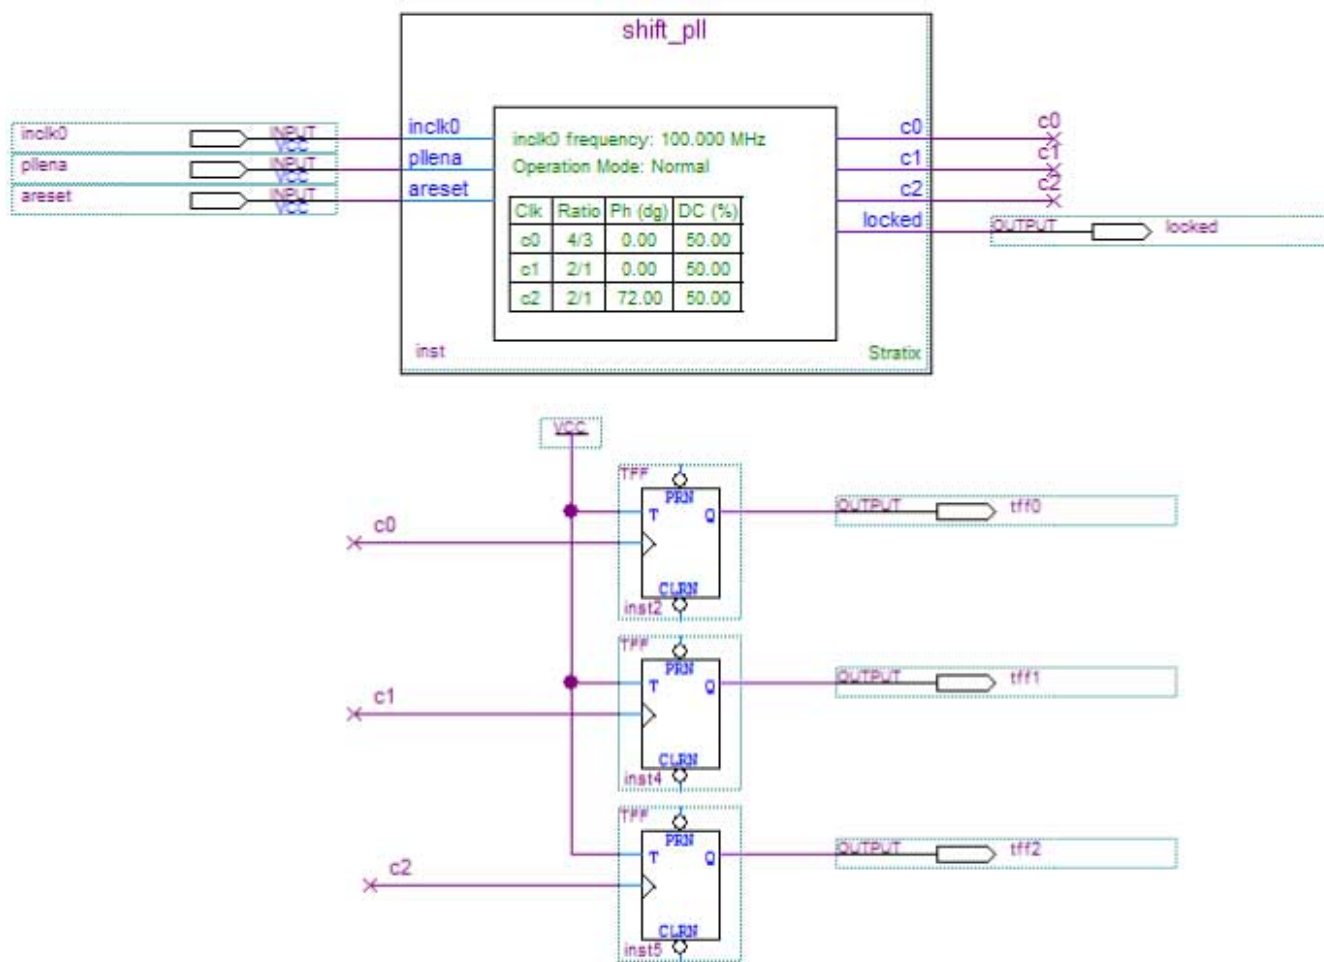 shift_pll
inclk0 INPUT VCC
pllena INPUT VCC
areset INPUT VCC
inclk0
pllena
areset
inclk0 frequency: 100.000 MHz
Operation Mode: Normal
Clk Ratio Ph (dg) DC (%)
c0 4/3 0.00 50.00
c1 2/1 0.00 50.00
c2 2/1 72.00 50.00
c0 c0
c1 c1
c2 c2
locked OUTPUT locked
inst Stratix
VCC
TFF
PRN
T Q OUTPUT tff0
c0
CLRN
inst2
TFF
PRN
T Q OUTPUT tff1
c1
CLRN
inst4
TFF
PRN
T Q OUTPUT tff2
c2
CLRN
inst5